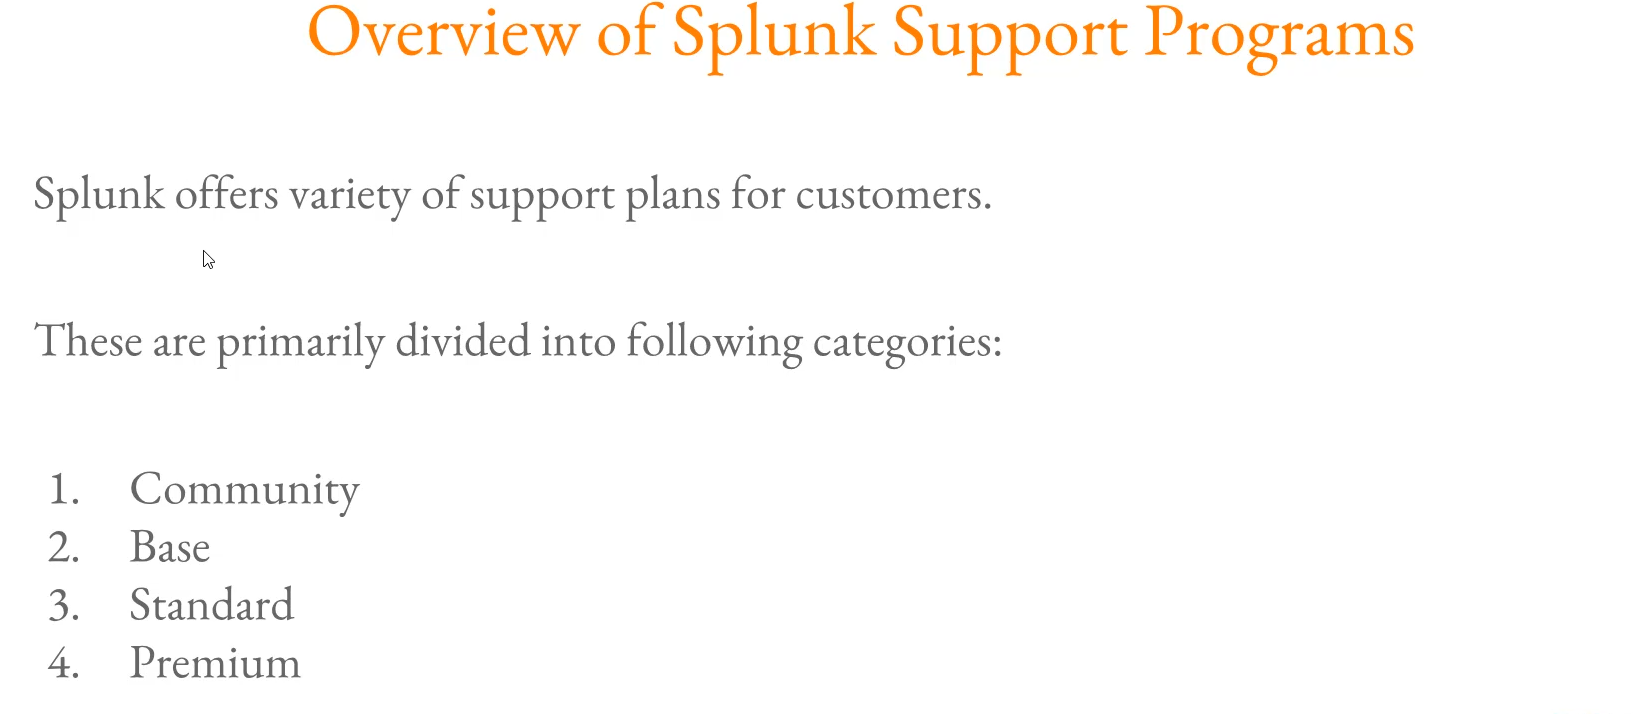 Overview of Splunk Support Programs
Splunk offers variety of support plans for customers.
These are primarily divided into following categories:
1. Community
2. Base
3. Standard
4. Premium